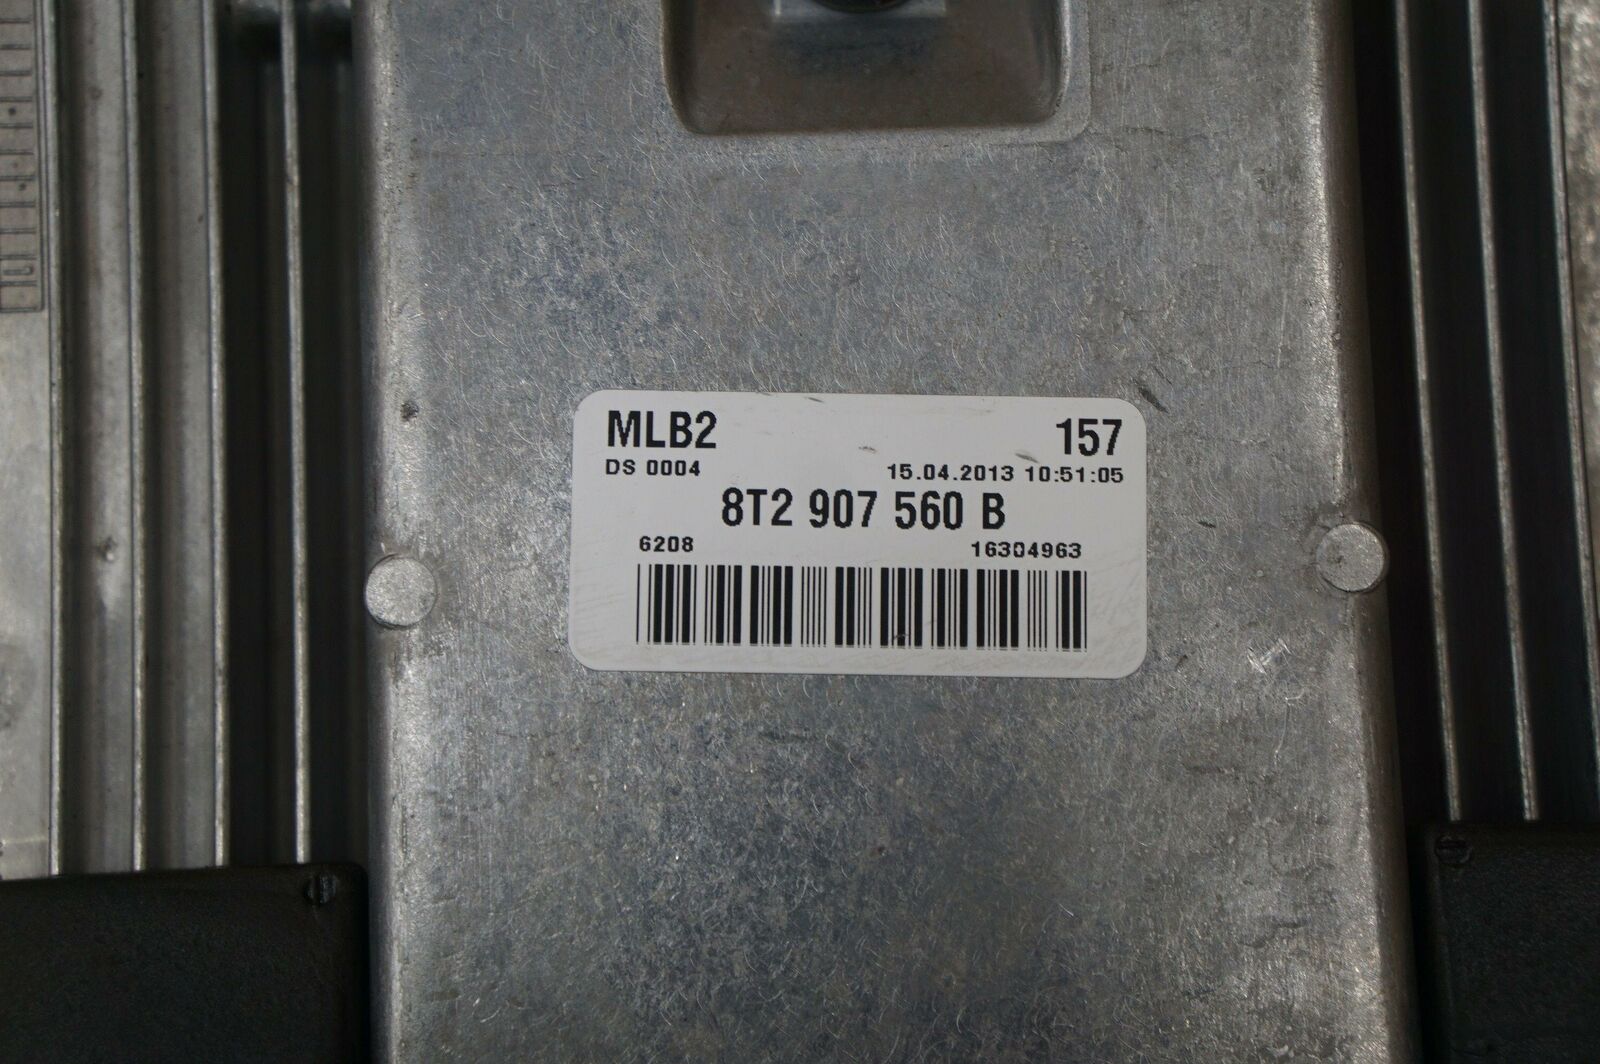 MLB2 157
DS 0004 15.04.2013 10:51:05
8T2 907 560 B
6208 16304963